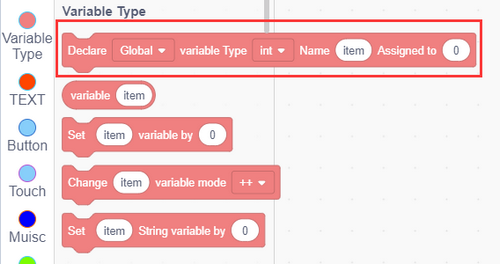 Variable Type
Variable
Type
TEXT
Button
Touch
Muisc
Declare Global variable Type int Name item Assigned to 0
variable item
Set item variable by 0
Change item variable mode ++
Set item String variable by 0